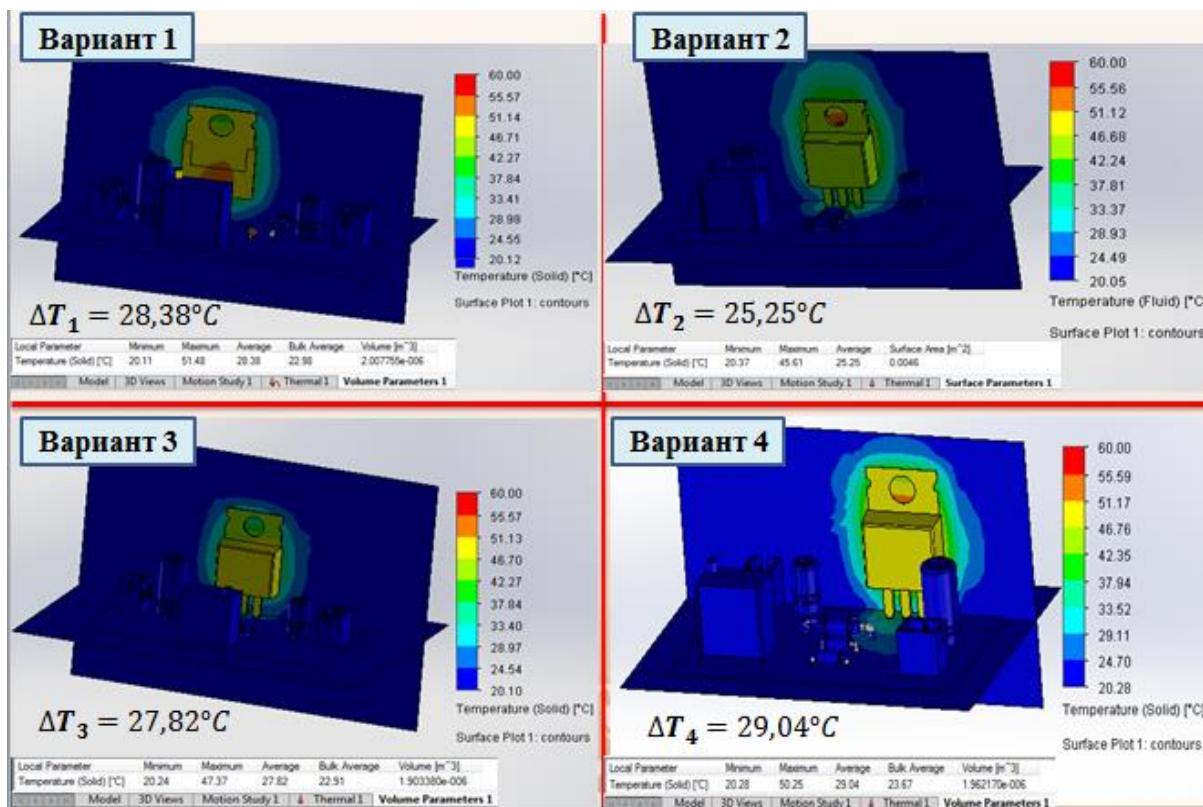 Вариант 1
60.00
55.57
51.14
46.71
42.27
37.84
33.41
28.98
24.55
20.12
Temperature (Solid) [°C]
Surface Plot 1: contours
ΔT₁ = 28,38°C
Local Parameter Minimum Maximum Average Bulk Average Volume [m^3]
Temperature (Solid) [°C] 20.11 51.48 28.38 22.98 2.007755e-006
Model 3D Views Motion Study 1 Thermal 1 Volume Parameters 1
Вариант 2
60.00
55.56
51.12
46.68
42.24
37.81
33.37
28.93
24.49
20.05
Temperature (Fluid) [°C]
Surface Plot 1: contours
ΔT₂ = 25,25°C
Local Parameter Minimum Maximum Average Surface Area [m^2]
Temperature (Solid) [°C] 20.37 45.61 25.25 0.0046
Model 3D Views Motion Study 1 Thermal 1 Surface Parameters 1
Вариант 3
60.00
55.57
51.13
46.70
42.27
37.84
33.40
28.97
24.54
20.10
Temperature (Solid) [°C]
Surface Plot 1: contours
ΔT₃ = 27,82°C
Local Parameter Minimum Maximum Average Bulk Average Volume [m^3]
Temperature (Solid) [°C] 20.24 47.37 27.82 22.91 1.903380e-006
Model 3D Views Motion Study 1 Thermal 1 Volume Parameters 1
Вариант 4
60.00
55.59
51.17
46.76
42.35
37.94
33.52
29.11
24.70
20.28
Temperature (Solid) [°C]
Surface Plot 1: contours
ΔT₄ = 29,04°C
Local Parameter Minimum Maximum Average Bulk Average Volume [m^3]
Temperature (Solid) [°C] 20.28 50.25 29.04 23.67 1.962170e-006
Model 3D Views Motion Study 1 Thermal 1 Volume Parameters 1